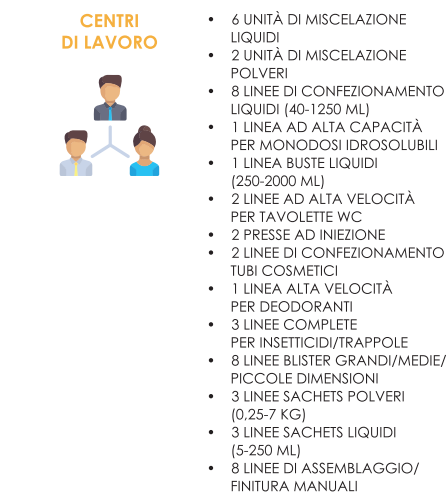 CENTRI
DI LAVORO
• 6 UNITÀ DI MISCELAZIONE
LIQUIDI
• 2 UNITÀ DI MISCELAZIONE
POLVERI
• 8 LINEE DI CONFEZIONAMENTO
LIQUIDI (40-1250 ML)
• 1 LINEA AD ALTA CAPACITÀ
PER MONODOSI IDROSOLUBILI
• 1 LINEA BUSTE LIQUIDI
(250-2000 ML)
• 2 LINEE AD ALTA VELOCITÀ
PER TAVOLETTE WC
• 2 PRESSE AD INIEZIONE
• 2 LINEE DI CONFEZIONAMENTO
TUBI COSMETICI
• 1 LINEA ALTA VELOCITÀ
PER DEODORANTI
• 3 LINEE COMPLETE
PER INSETTICIDI/TRAPPOLE
• 8 LINEE BLISTER GRANDI/MEDIE/
PICCOLE DIMENSIONI
• 3 LINEE SACHETS POLVERI
(0,25-7 KG)
• 3 LINEE SACHETS LIQUIDI
(5-250 ML)
• 8 LINEE DI ASSEMBLAGGIO/
FINITURA MANUALI